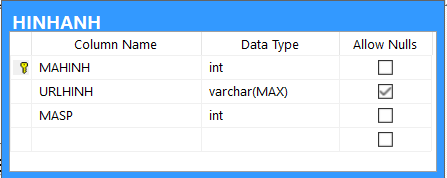 HINHANH
Column Name Data Type Allow Nulls
MAHINH int
URLHINH varchar(MAX)
MASP int